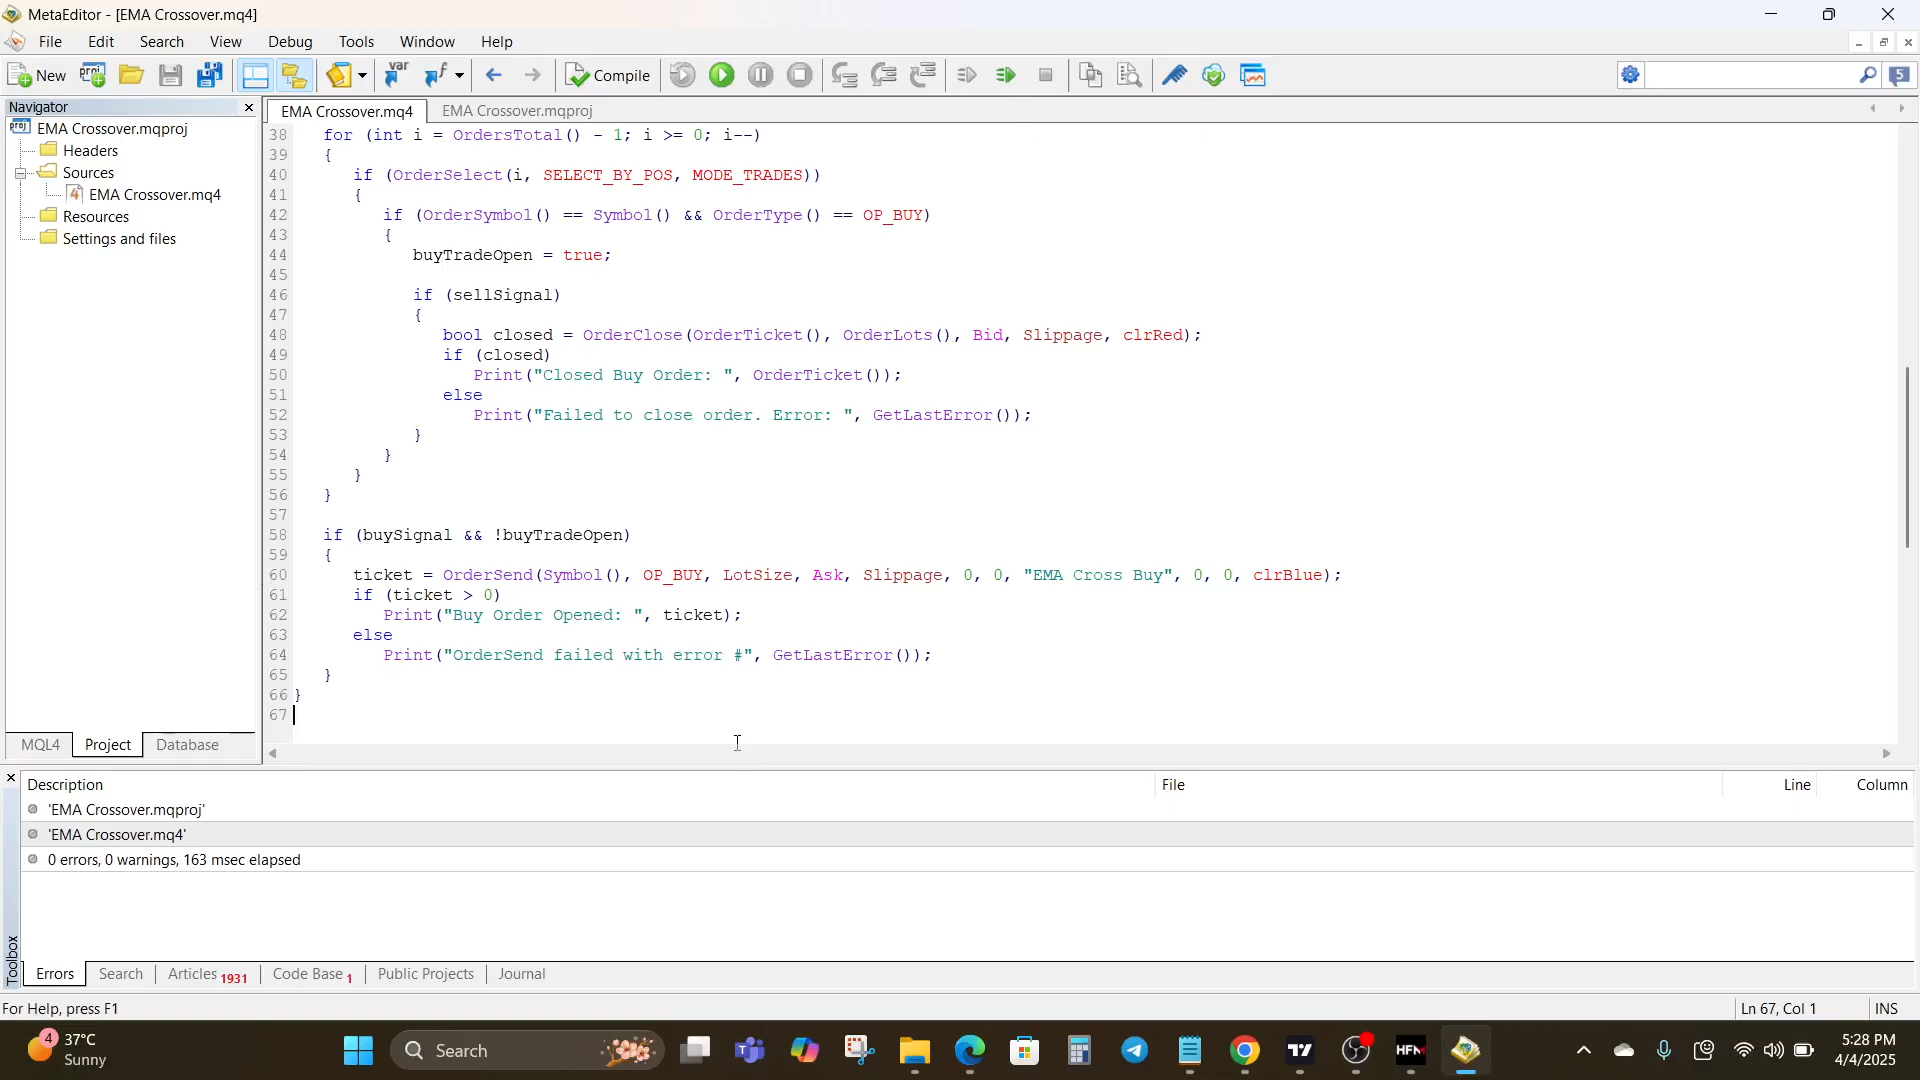 MetaEditor - [EMA Crossover.mq4]
File Edit Search View Debug Tools Window Help
New Compile 5
Navigator
EMA Crossover.mqproj
Headers
Sources
EMA Crossover.mq4
Resources
Settings and files
MQL4 Project Database
EMA Crossover.mq4 EMA Crossover.mqproj
38 for (int i = OrdersTotal() - 1; i >= 0; i--)
39 {
40 if (OrderSelect(i, SELECT_BY_POS, MODE_TRADES))
41 {
42 if (OrderSymbol() == Symbol() && OrderType() == OP_BUY)
43 {
44 buyTradeOpen = true;
45
46 if (sellSignal)
47 {
48 bool closed = OrderClose(OrderTicket(), OrderLots(), Bid, Slippage, clrRed);
49 if (closed)
50 Print("Closed Buy Order: ", OrderTicket());
51 else
52 Print("Failed to close order. Error: ", GetLastError());
53 }
54 }
55 }
56 }
57
58 if (buySignal && !buyTradeOpen)
59 {
60 ticket = OrderSend(Symbol(), OP_BUY, LotSize, Ask, Slippage, 0, 0, "EMA Cross Buy", 0, 0, clrBlue);
61 if (ticket > 0)
62 Print("Buy Order Opened: ", ticket);
63 else
64 Print("OrderSend failed with error #", GetLastError());
65 }
66 }
67
Description File Line Column
'EMA Crossover.mqproj'
'EMA Crossover.mq4'
0 errors, 0 warnings, 163 msec elapsed
Toolbox
Errors Search Articles 1931 Code Base 1 Public Projects Journal
For Help, press F1 Ln 67, Col 1 INS
4 37°C
Sunny
Search
HFM
5:28 PM
4/4/2025